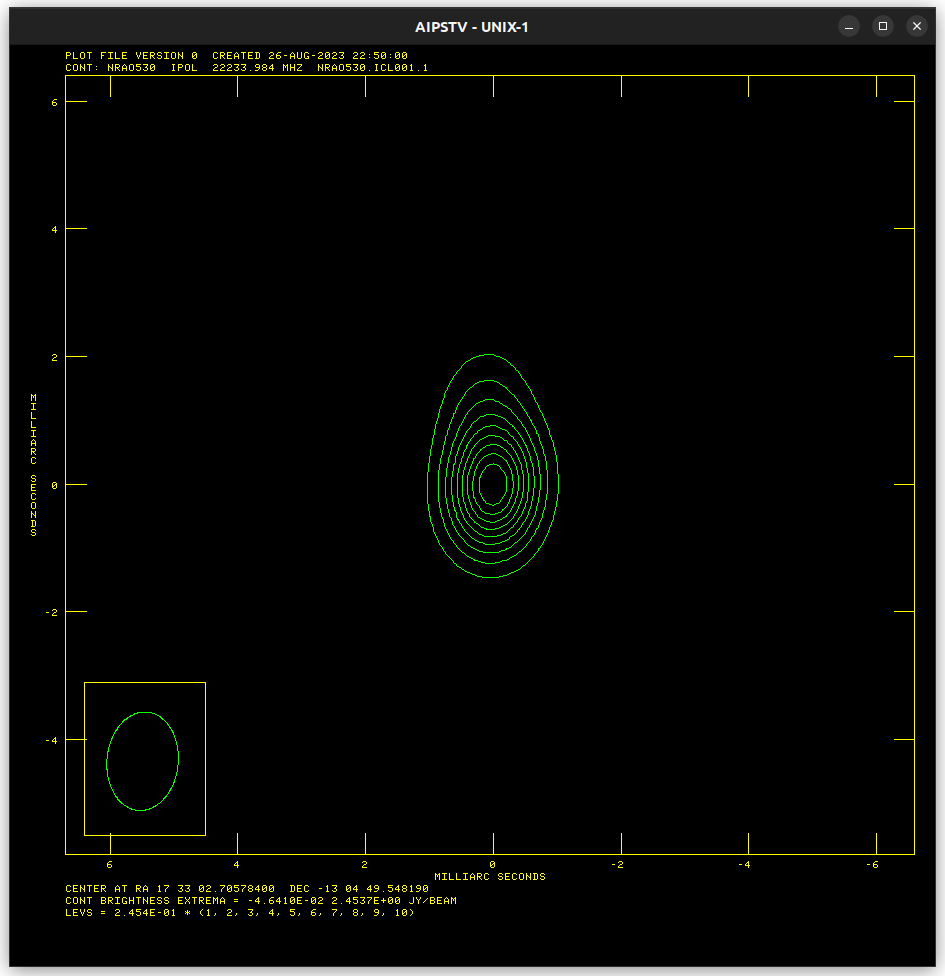 AIPSTV - UNIX-1
PLOT FILE VERSION 0  CREATED 26-AUG-2023 22:50:00
CONT: NRAO530  IPOL  22233.984 MHZ  NRAO530.ICL001.1
6
4
2
0
-2
-4
MILLIARC SECONDS
6 4 2 0 -2 -4 -6
MILLIARC SECONDS
CENTER AT RA 17 33 02.70578400  DEC -13 04 49.548190
CONT BRIGHTNESS EXTREMA = -4.6410E-02 2.4537E+00 JY/BEAM
LEVS = 2.454E-01 * (1, 2, 3, 4, 5, 6, 7, 8, 9, 10)